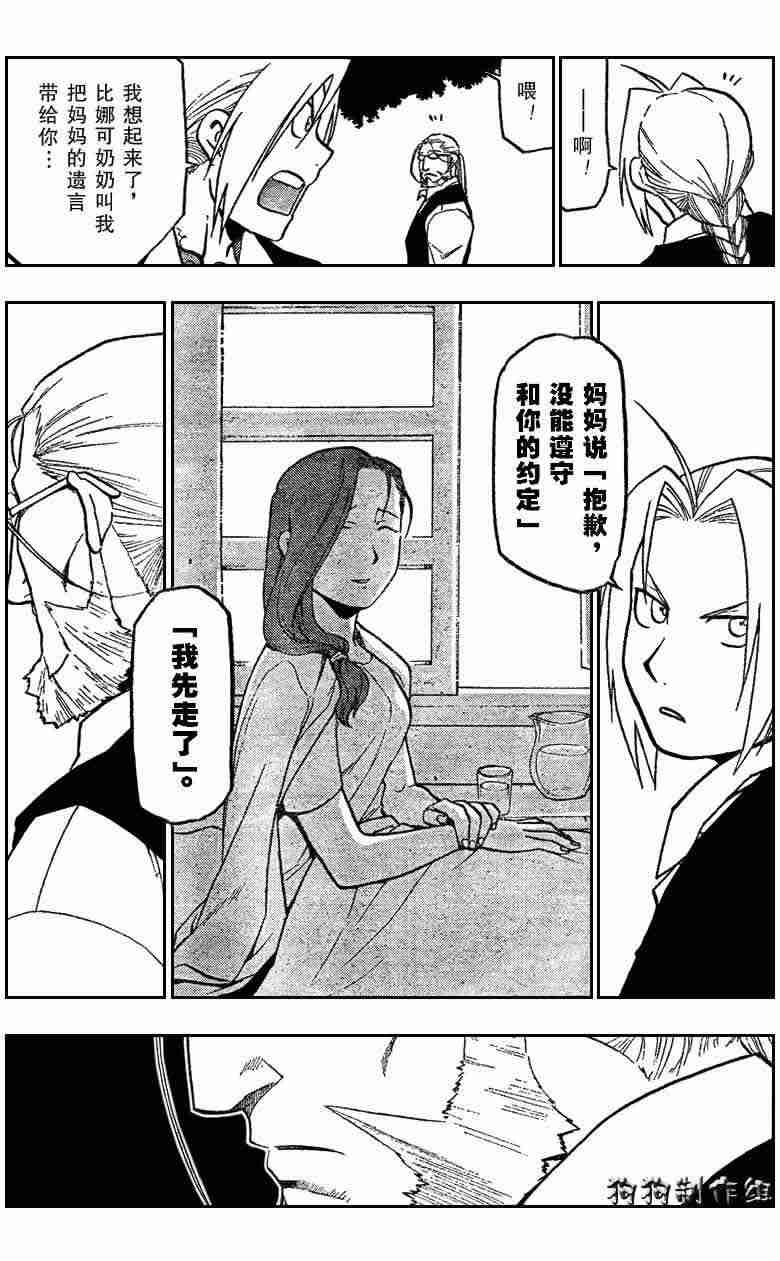 ——啊！
喂！
我想起来了，
比娜可奶奶叫我
把妈妈的遗言
带给你…
妈妈说「抱歉，
没能遵守
和你的约定」
「我先走了」。
狗狗制作组